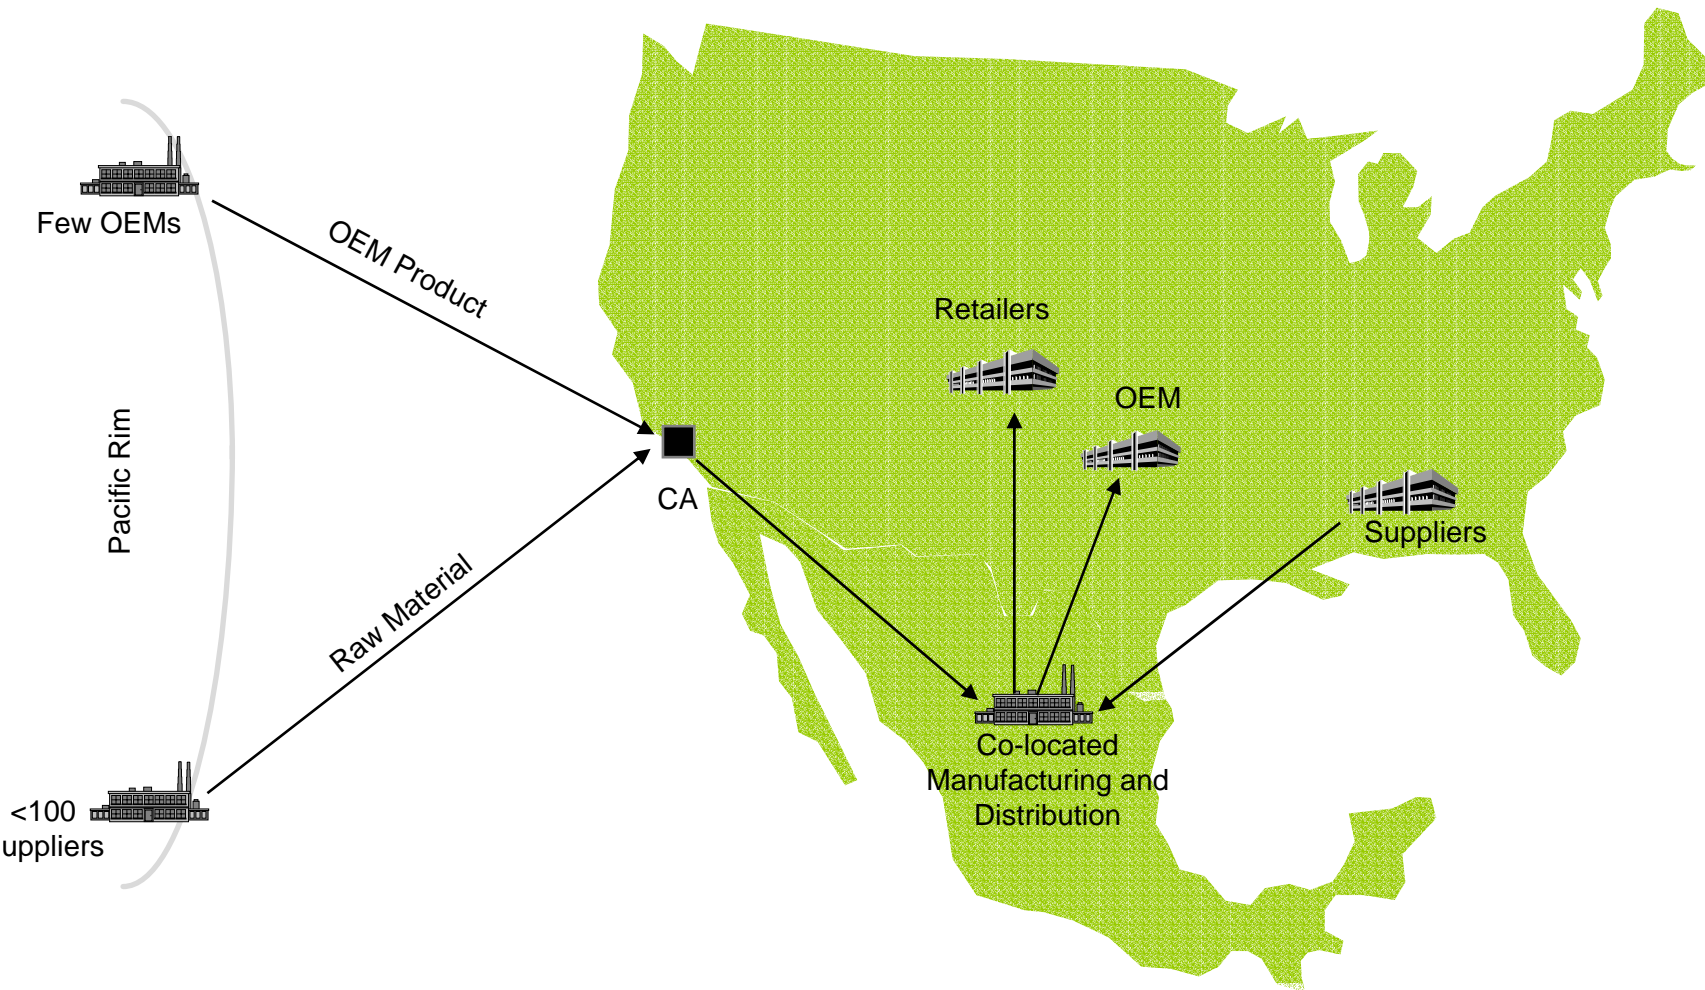 Few OEMs
OEM Product
Retailers
OEM
Pacific Rim
CA
Suppliers
Raw Material
Co-located
Manufacturing and
Distribution
<100
uppliers